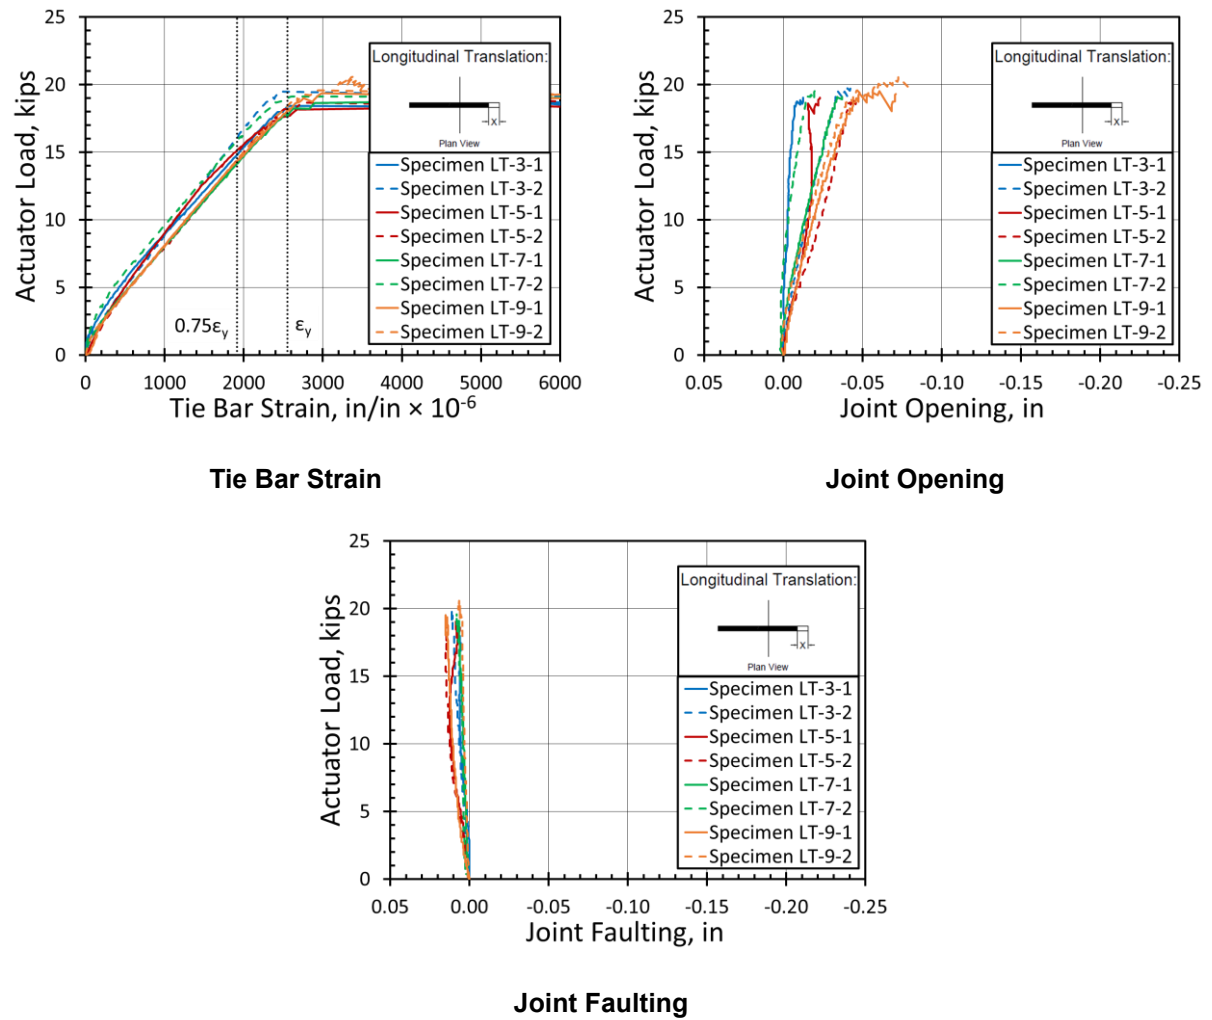 25
20
15
10
5
0
Actuator Load, kips
0.75εy
εy
Longitudinal Translation:
x
Plan View
Specimen LT-3-1
Specimen LT-3-2
Specimen LT-5-1
Specimen LT-5-2
Specimen LT-7-1
Specimen LT-7-2
Specimen LT-9-1
Specimen LT-9-2
0 1000 2000 3000 4000 5000 6000
Tie Bar Strain, in/in × 10⁻⁶
Tie Bar Strain
25
20
15
10
5
0
Actuator Load, kips
Longitudinal Translation:
x
Plan View
Specimen LT-3-1
Specimen LT-3-2
Specimen LT-5-1
Specimen LT-5-2
Specimen LT-7-1
Specimen LT-7-2
Specimen LT-9-1
Specimen LT-9-2
0.05 0.00 -0.05 -0.10 -0.15 -0.20 -0.25
Joint Opening, in
Joint Opening
25
20
15
10
5
0
Actuator Load, kips
Longitudinal Translation:
x
Plan View
Specimen LT-3-1
Specimen LT-3-2
Specimen LT-5-1
Specimen LT-5-2
Specimen LT-7-1
Specimen LT-7-2
Specimen LT-9-1
Specimen LT-9-2
0.05 0.00 -0.05 -0.10 -0.15 -0.20 -0.25
Joint Faulting, in
Joint Faulting